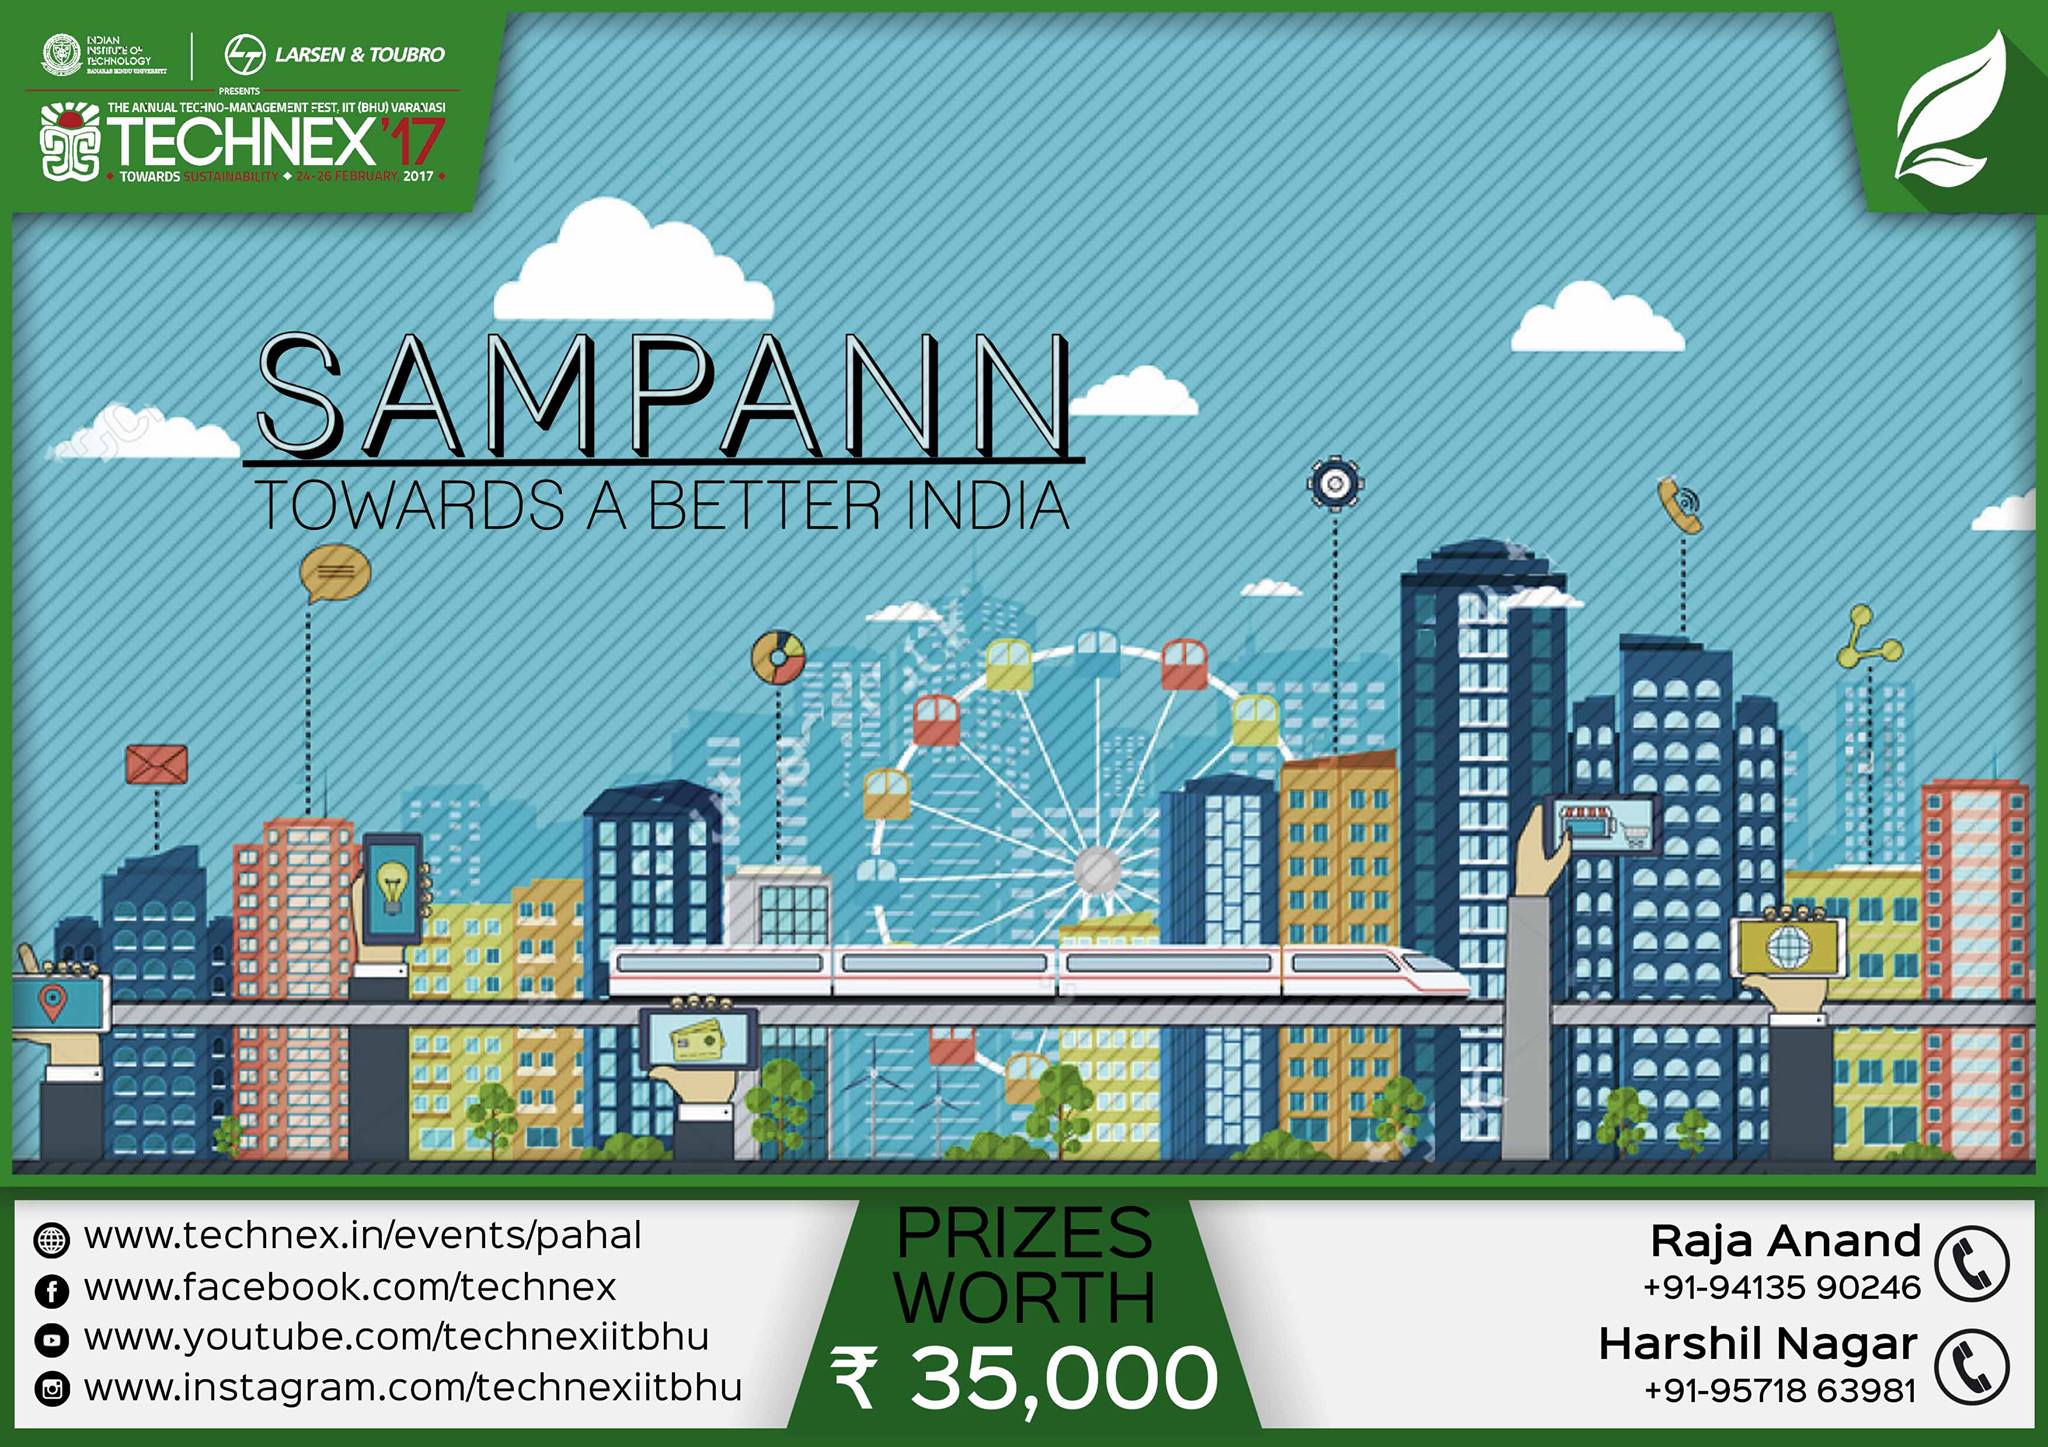 INDIAN
INSTITUTE OF
TECHNOLOGY
BANARAS HINDU UNIVERSITY
LARSEN & TOUBRO
PRESENTS
THE ANNUAL TECHNO-MANAGEMENT FEST, IIT (BHU) VARANASI
TECHNEX'17
TOWARDS SUSTAINABILITY 24-26 FEBRUARY, 2017
SAMPANN
TOWARDS A BETTER INDIA
www.technex.in/events/pahal
www.facebook.com/technex
www.youtube.com/technexiitbhu
www.instagram.com/technexiitbhu
PRIZES
WORTH
₹ 35,000
Raja Anand
+91-94135 90246
Harshil Nagar
+91-95718 63981